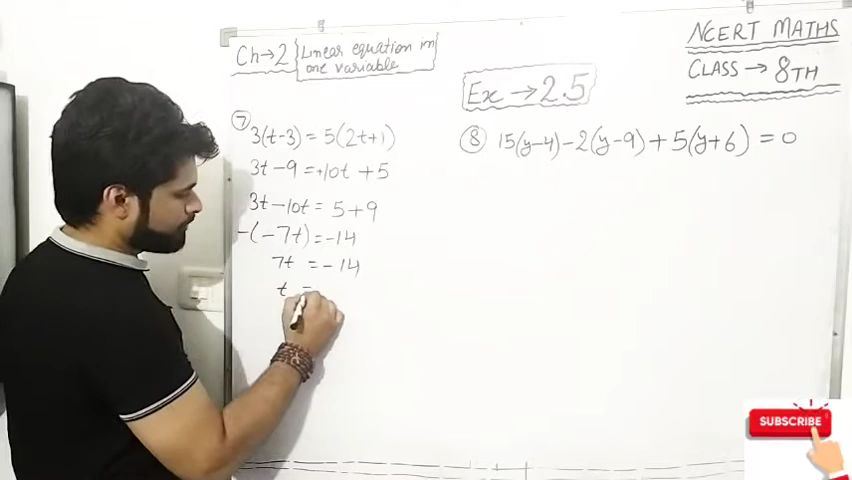 Ch→2 Linear equation in
one variable
NCERT MATHS
CLASS → 8TH
Ex → 2.5
7
3(t-3) = 5(2t+1)
3t-9 = +10t +5
3t-10t = 5+9
-(-7t) = -14
7t = -14
t =
8 15(y-4)-2(y-9)+5(y+6) = 0
SUBSCRIBE